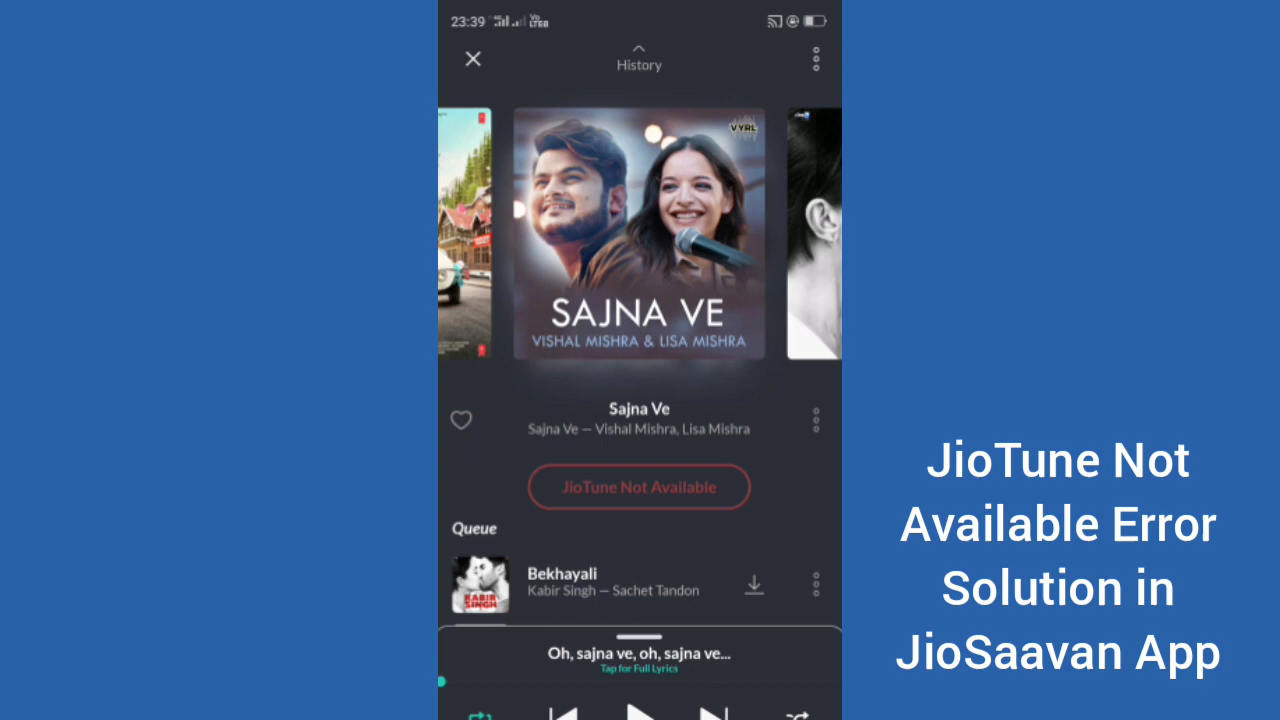 23:39
Vo
LTE
History
VYRL
SAJNA VE
VISHAL MISHRA & LISA MISHRA
Sajna Ve
Sajna Ve — Vishal Mishra, Lisa Mishra
JioTune Not Available
Queue
Bekhayali
Kabir Singh — Sachet Tandon
KABIR
SINGH
Oh, sajna ve, oh, sajna ve...
Tap for Full Lyrics
JioTune Not
Available Error
Solution in
JioSaavan App